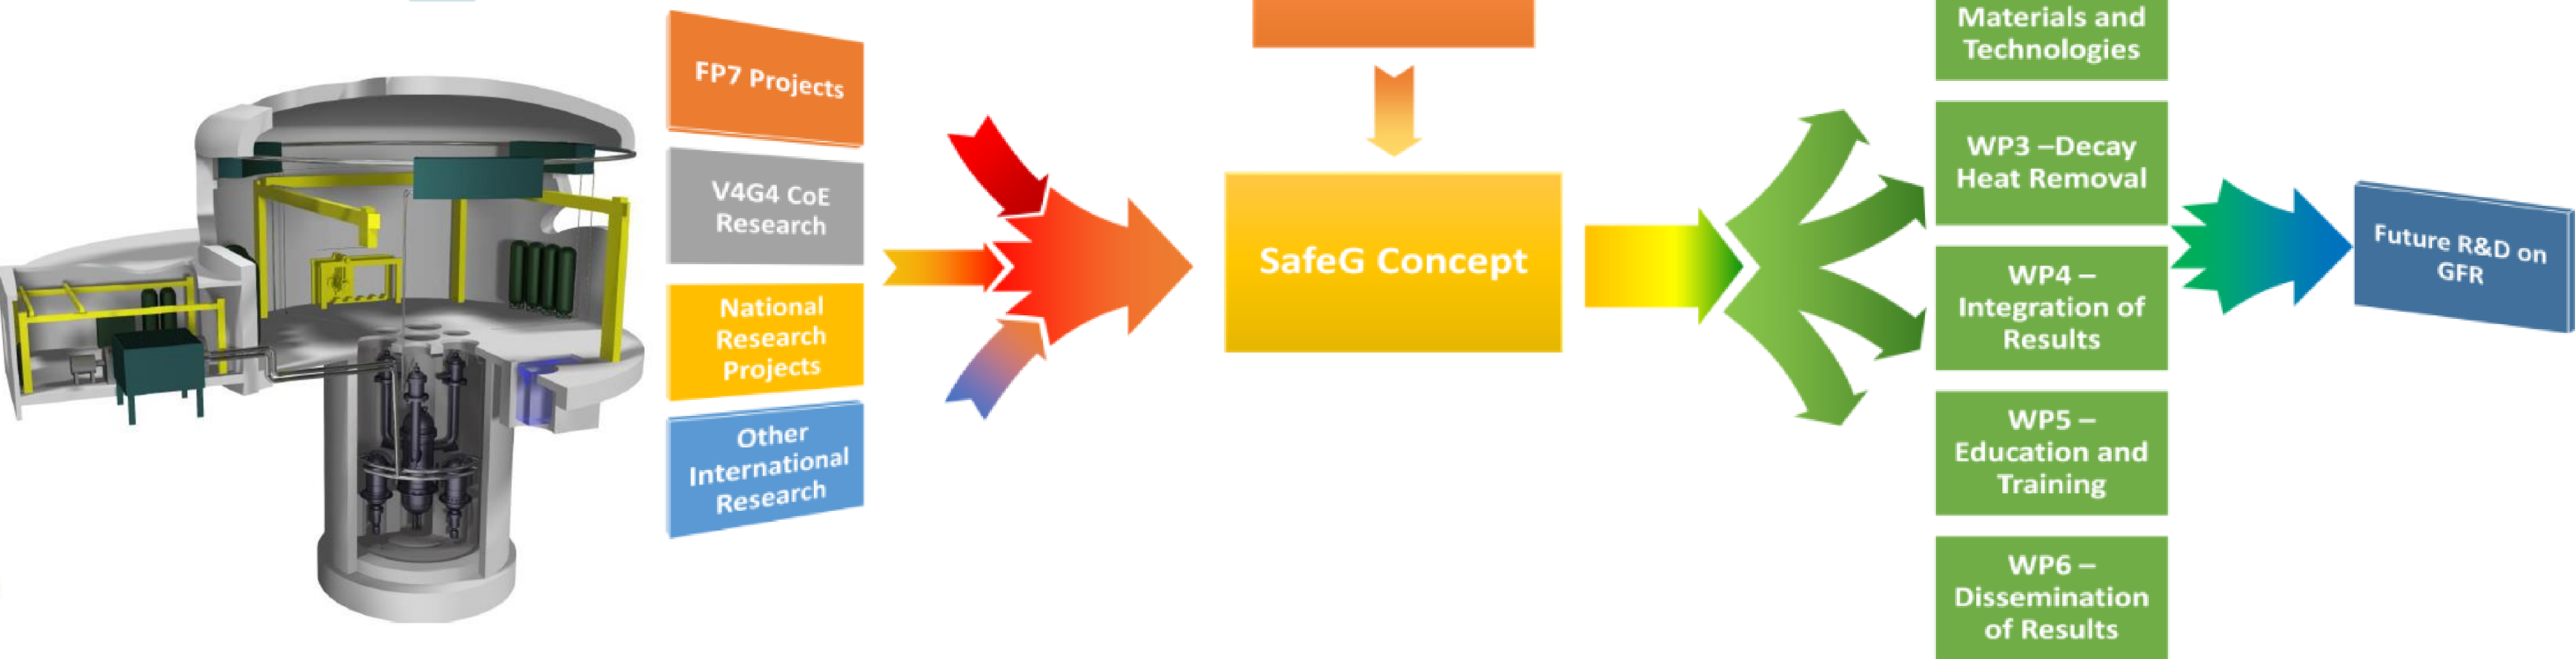 FP7 Projects
V4G4 CoE
Research
National
Research
Projects
Other
International
Research
SafeG Concept
Materials and
Technologies
WP3 –Decay
Heat Removal
WP4 –
Integration of
Results
WP5 –
Education and
Training
WP6 –
Dissemination
of Results
Future R&D on
GFR